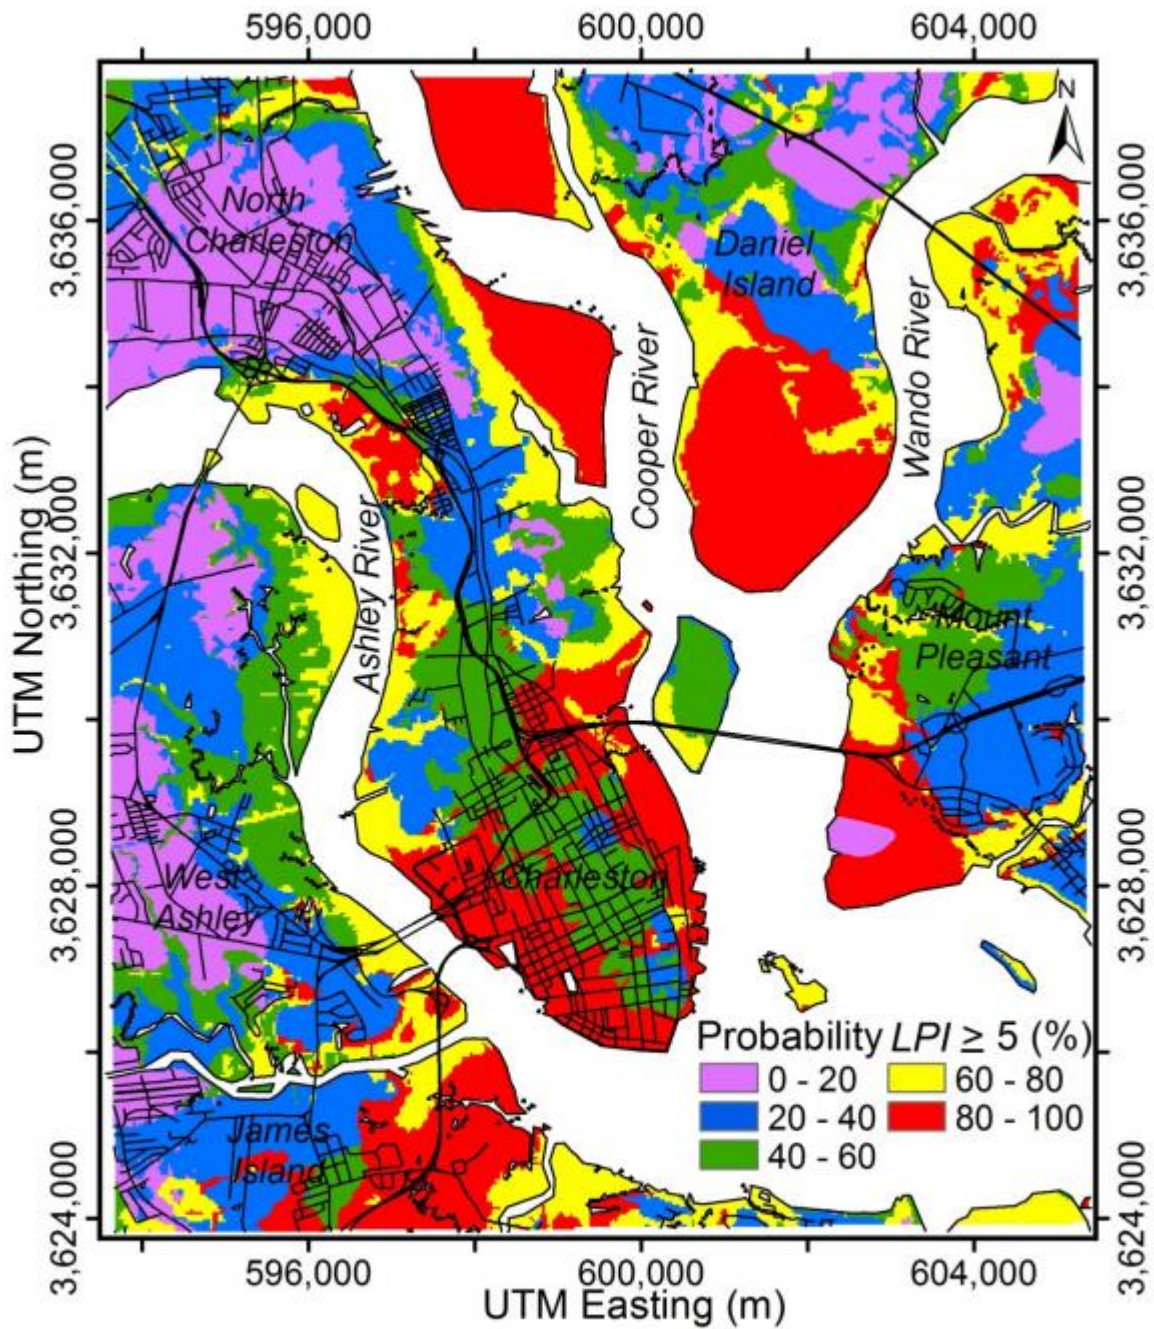 596,000 600,000 604,000
N
3,636,000
3,632,000
3,628,000
3,624,000
UTM Northing (m)
North
Charleston
Daniel
Island
Cooper River
Wando River
Ashley River
Mount
Pleasant
West
Ashley
Charleston
James
Island
Probability LPI ≥ 5 (%)
0 - 20
20 - 40
40 - 60
60 - 80
80 - 100
3,636,000
3,632,000
3,628,000
3,624,000
596,000 600,000 604,000
UTM Easting (m)